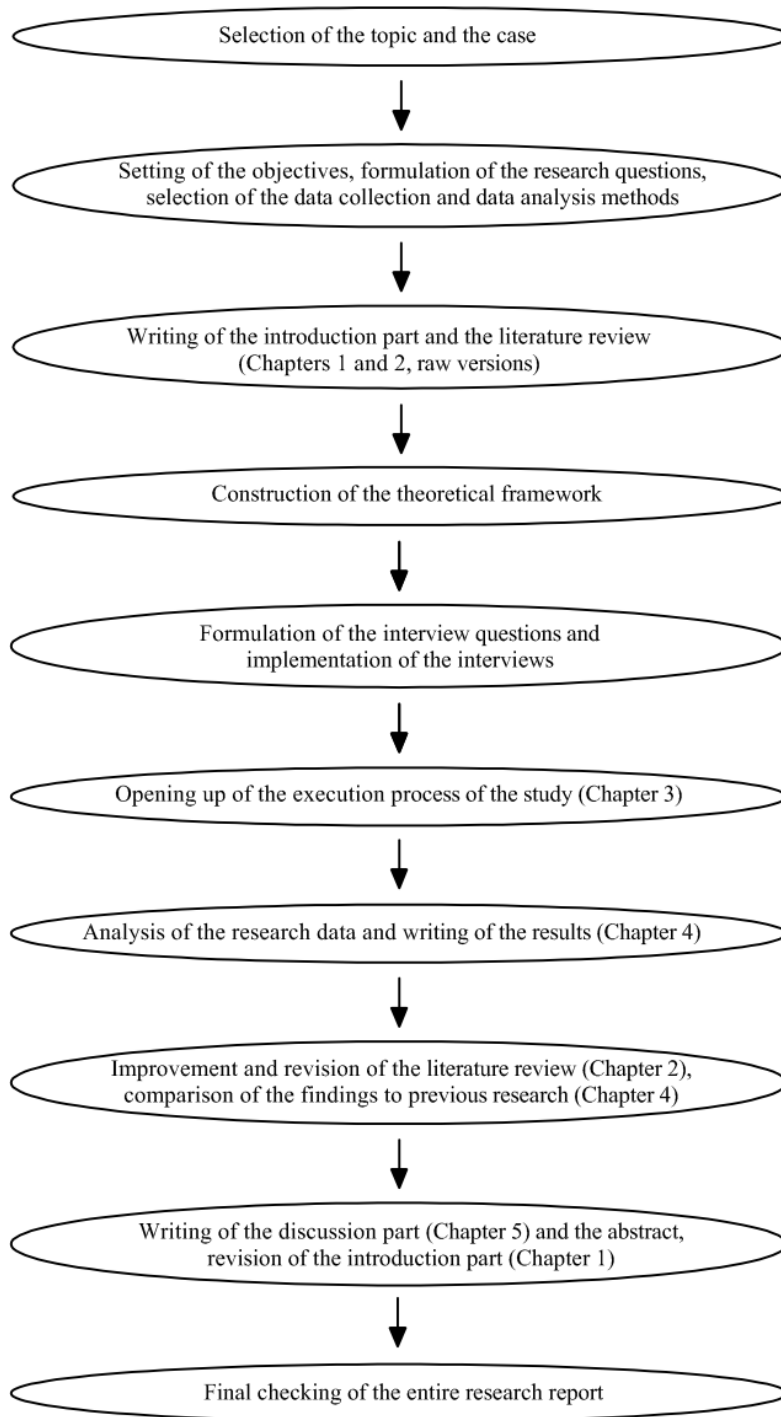 Selection of the topic and the case
Setting of the objectives, formulation of the research questions,
selection of the data collection and data analysis methods
Writing of the introduction part and the literature review
(Chapters 1 and 2, raw versions)
Construction of the theoretical framework
Formulation of the interview questions and
implementation of the interviews
Opening up of the execution process of the study (Chapter 3)
Analysis of the research data and writing of the results (Chapter 4)
Improvement and revision of the literature review (Chapter 2),
comparison of the findings to previous research (Chapter 4)
Writing of the discussion part (Chapter 5) and the abstract,
revision of the introduction part (Chapter 1)
Final checking of the entire research report